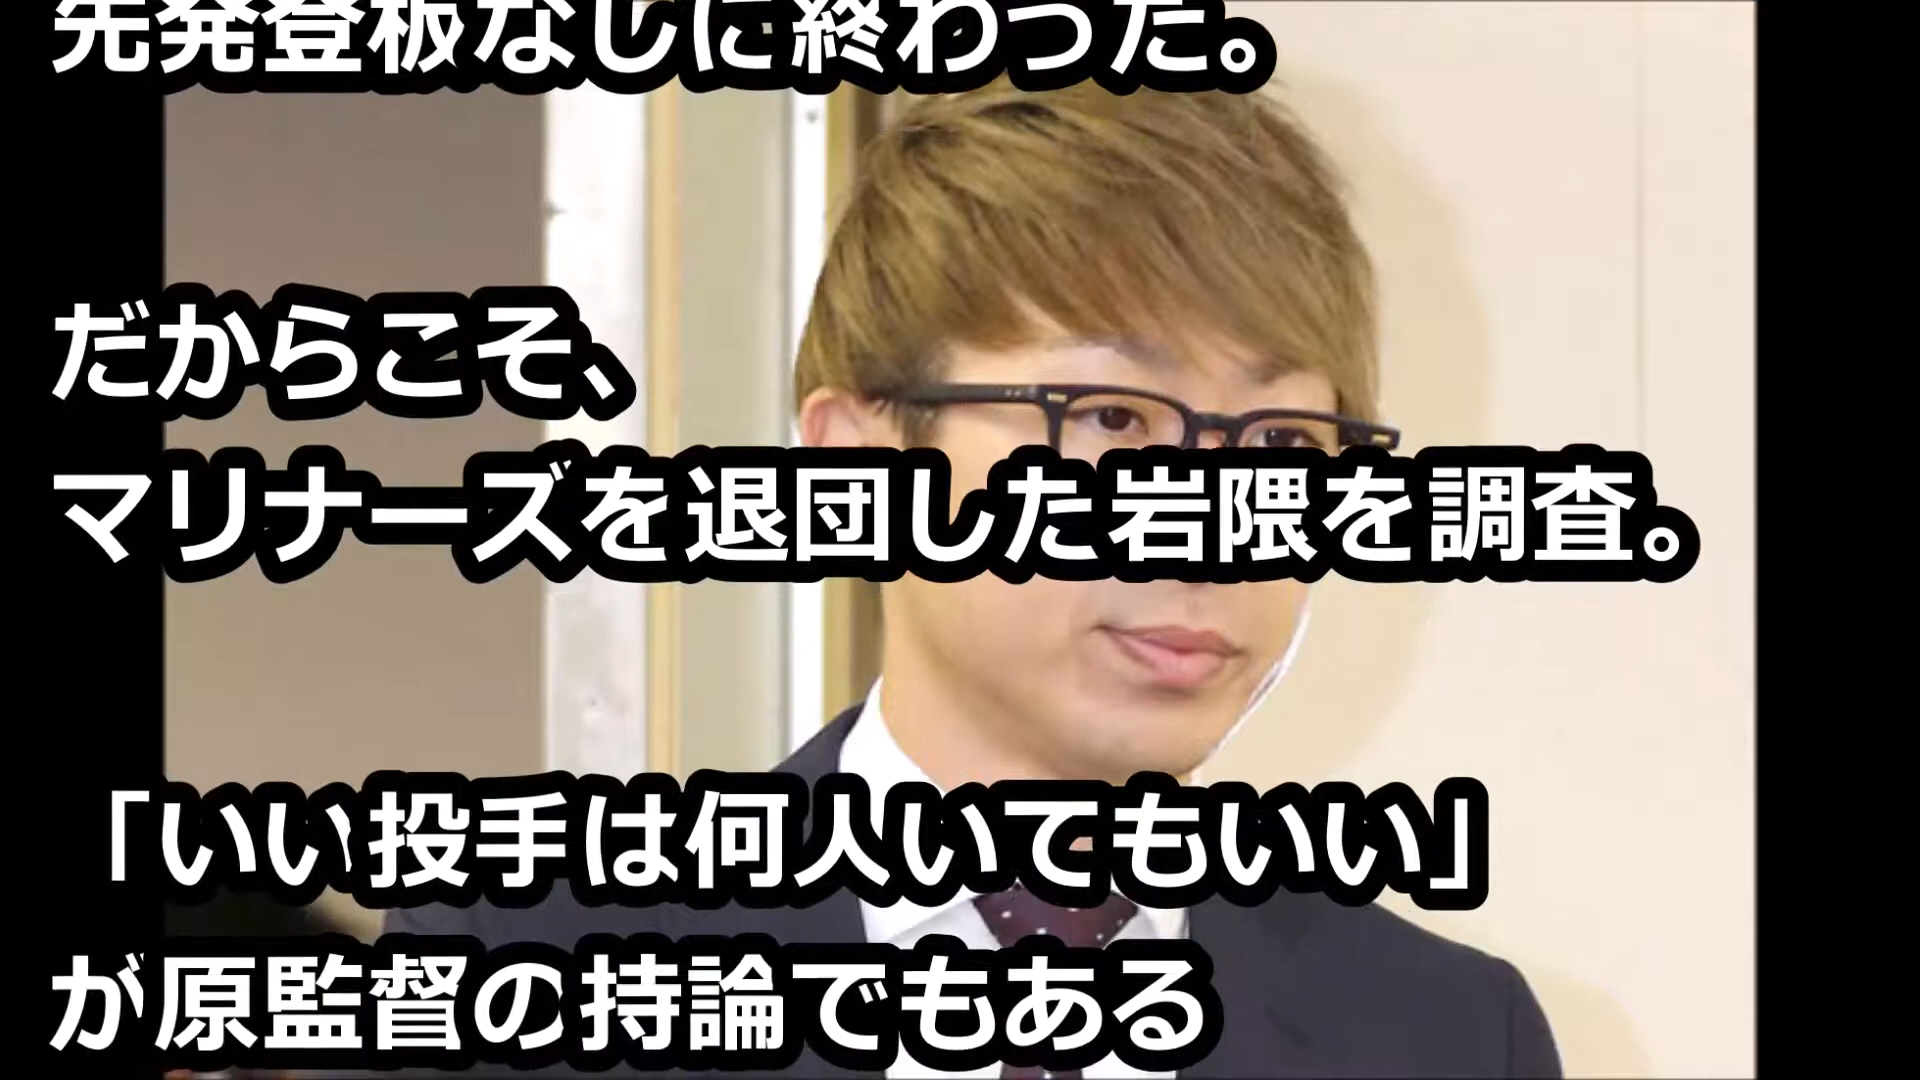 先発登板なしに終わった。
だからこそ、
マリナーズを退団した岩隈を調査。
「いい投手は何人いてもいい」
が原監督の持論でもある